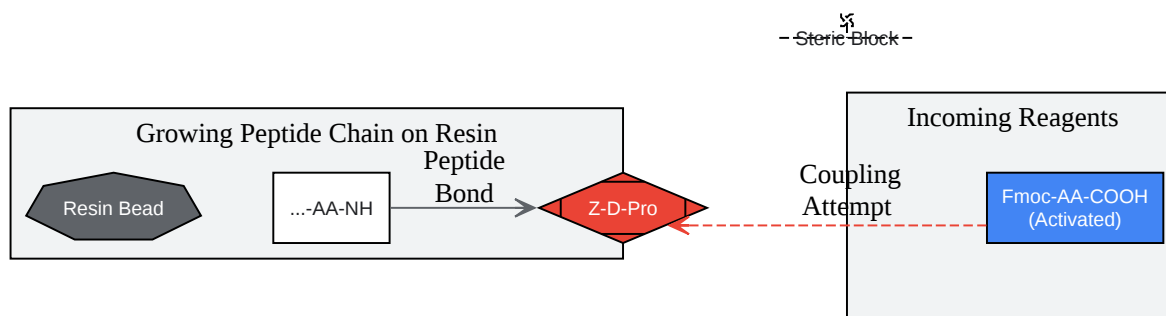 Steric Block
Growing Peptide Chain on Resin
Incoming Reagents
Peptide
Bond
Coupling
Attempt
Resin Bead
...-AA-NH
Z-D-Pro
Fmoc-AA-COOH
(Activated)